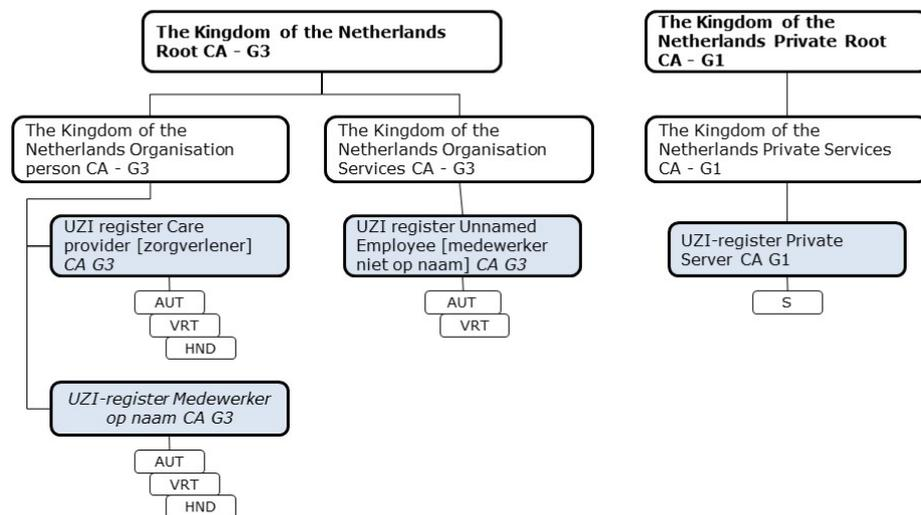 The Kingdom of the Netherlands
Root CA - G3
The Kingdom of the
Netherlands Private Root
CA - G1
The Kingdom of the
Netherlands Organisation
person CA - G3
The Kingdom of the
Netherlands Organisation
Services CA - G3
The Kingdom of the
Netherlands Private Services
CA - G1
UZI register Care
provider [zorgverlener]
CA G3
UZI register Unnamed
Employee [medewerker
niet op naam] CA G3
UZI-register Private
Server CA G1
AUT
VRT
HND
AUT
VRT
S
UZI-register Medewerker
op naam CA G3
AUT
VRT
HND